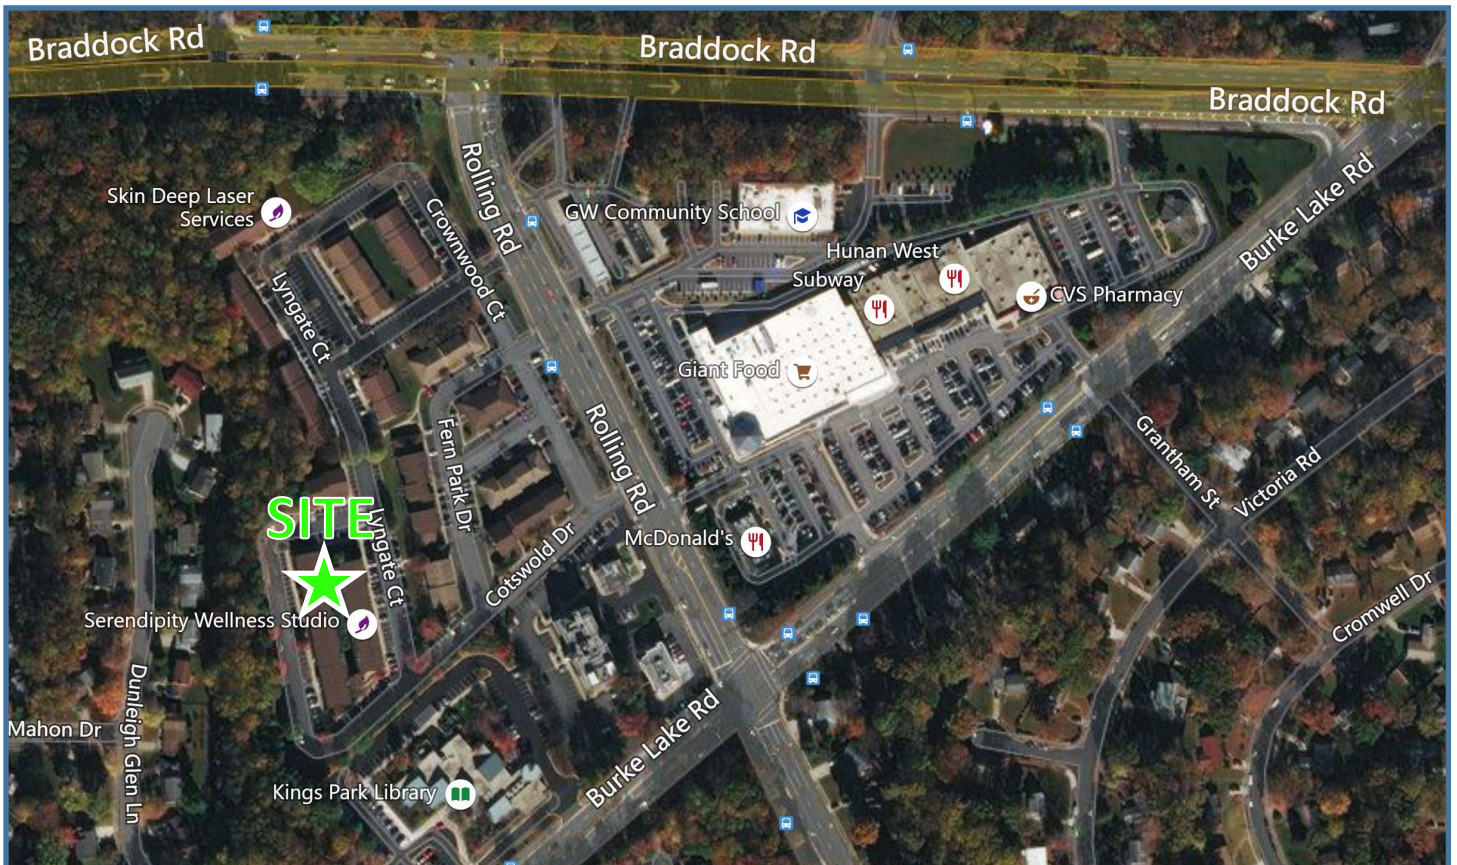 Braddock Rd
Braddock Rd
Braddock Rd
Rolling Rd
Burke Lake Rd
Skin Deep Laser
Services
Crownwood Ct
GW Community School
Hunan West
Subway
CVS Pharmacy
Lyngate Ct
Giant Food
Rolling Rd
Fern Park Dr
Grantham St
Victoria Rd
SITE
Lyngate Ct
McDonald's
Cotswold Dr
Serendipity Wellness Studio
Cromwell Dr
Mahon Dr
Dunleigh Glen Ln
Burke Lake Rd
Kings Park Library